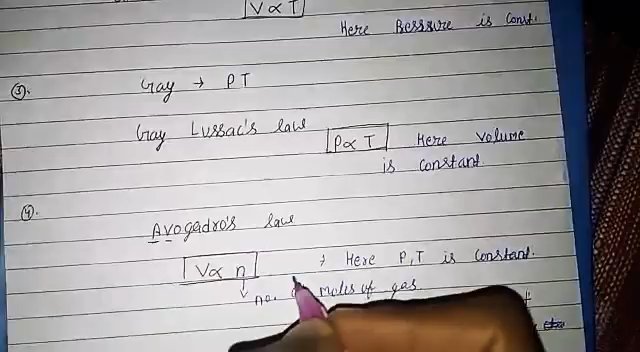 V ∝ T
Here Pressure is Const.
③. Gay → PT
Gay Lussac's law
P ∝ T Here volume
is constant
④.
Avogadro's law
V ∝ n → Here P, T is constant.
no. of moles of gas